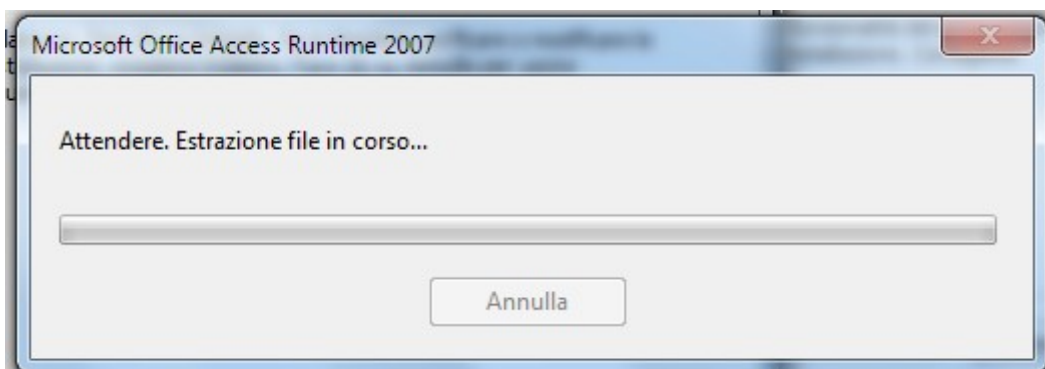 Microsoft Office Access Runtime 2007
Attendere. Estrazione file in corso...
Annulla